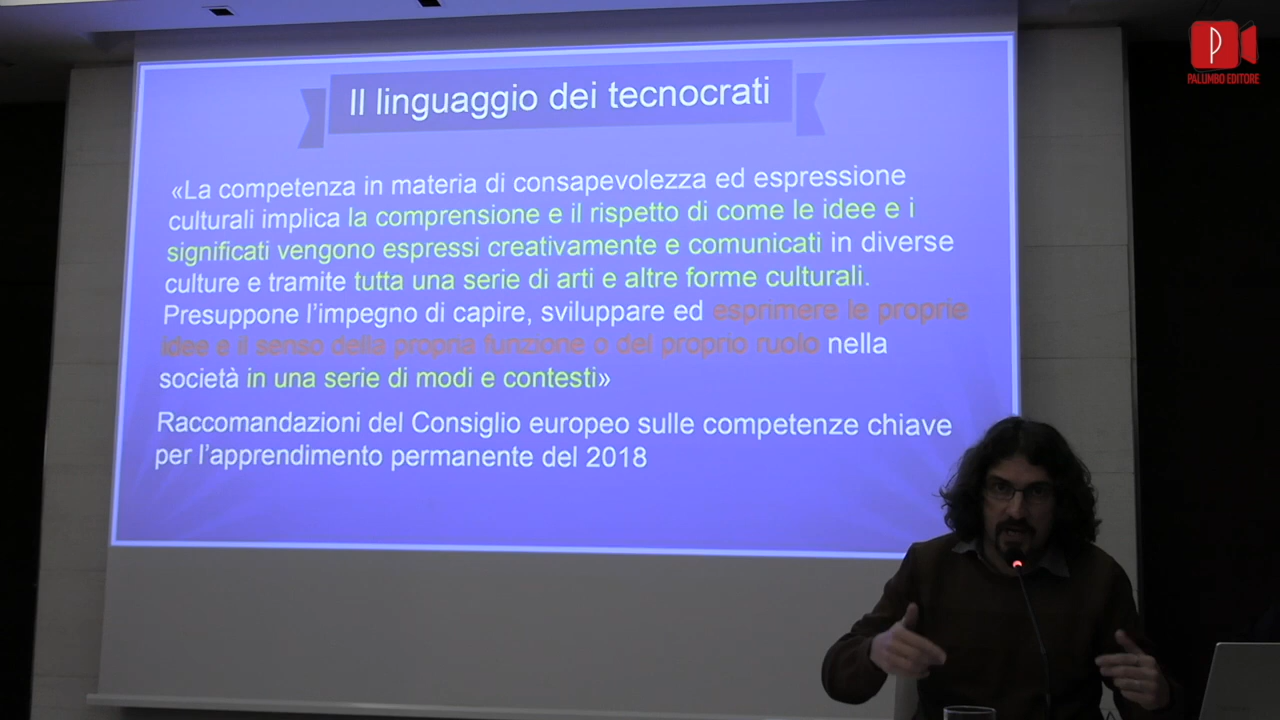 PALUMBO EDITORE
Il linguaggio dei tecnocrati
«La competenza in materia di consapevolezza ed espressione
culturali implica la comprensione e il rispetto di come le idee e i
significati vengono espressi creativamente e comunicati in diverse
culture e tramite tutta una serie di arti e altre forme culturali.
Presuppone l’impegno di capire, sviluppare ed esprimere le proprie
idee e il senso della propria funzione o del proprio ruolo nella
società in una serie di modi e contesti»
Raccomandazioni del Consiglio europeo sulle competenze chiave
per l’apprendimento permanente del 2018